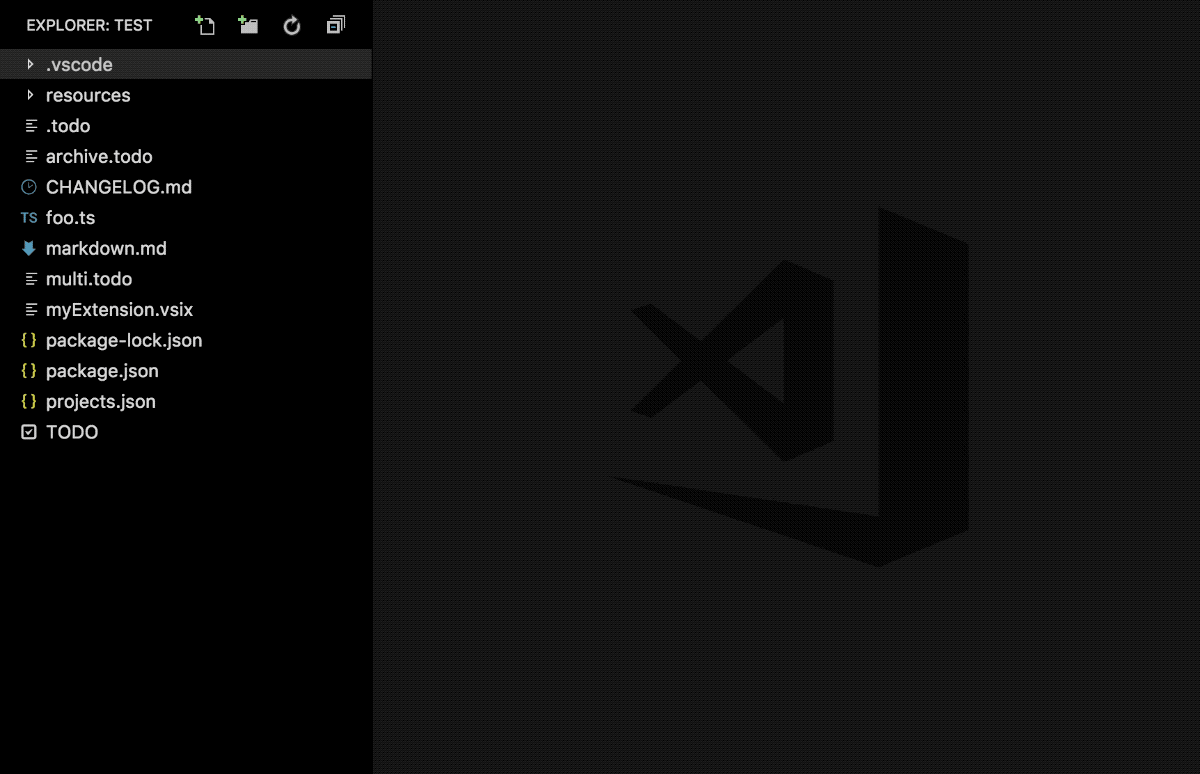 EXPLORER: TEST
.vscode
resources
.todo
archive.todo
CHANGELOG.md
TS foo.ts
markdown.md
multi.todo
myExtension.vsix
{} package-lock.json
{} package.json
{} projects.json
TODO